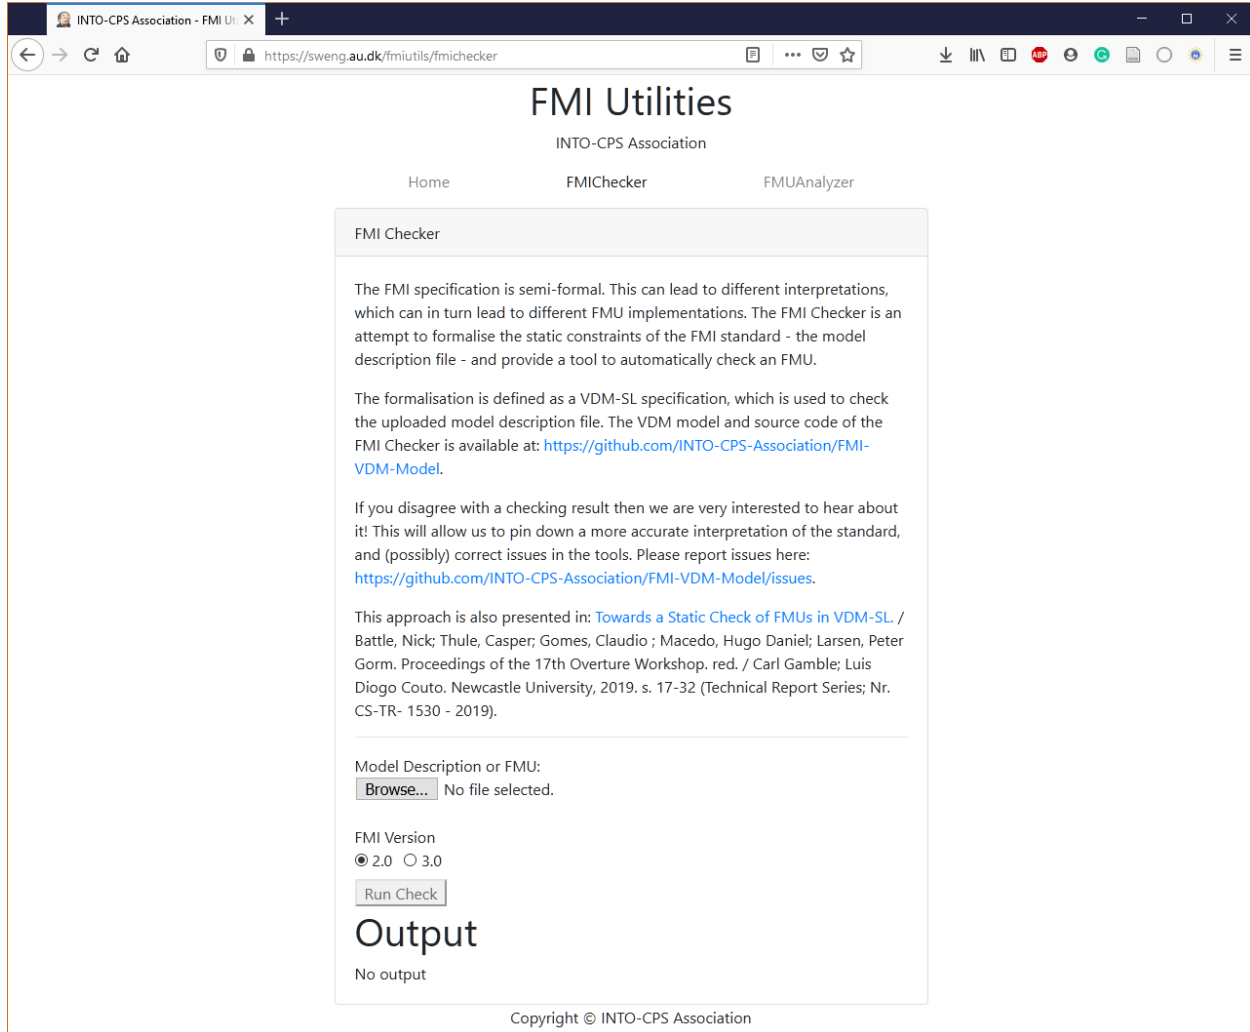 INTO-CPS Association - FMI Ut
https://sweng.au.dk/fmiutils/fmichecker
ABP
FMI Utilities
INTO-CPS Association
Home FMIChecker FMUAnalyzer
FMI Checker
The FMI specification is semi-formal. This can lead to different interpretations,
which can in turn lead to different FMU implementations. The FMI Checker is an
attempt to formalise the static constraints of the FMI standard - the model
description file - and provide a tool to automatically check an FMU.
The formalisation is defined as a VDM-SL specification, which is used to check
the uploaded model description file. The VDM model and source code of the
FMI Checker is available at: https://github.com/INTO-CPS-Association/FMI-
VDM-Model.
If you disagree with a checking result then we are very interested to hear about
it! This will allow us to pin down a more accurate interpretation of the standard,
and (possibly) correct issues in the tools. Please report issues here:
https://github.com/INTO-CPS-Association/FMI-VDM-Model/issues.
This approach is also presented in: Towards a Static Check of FMUs in VDM-SL. /
Battle, Nick; Thule, Casper; Gomes, Claudio ; Macedo, Hugo Daniel; Larsen, Peter
Gorm. Proceedings of the 17th Overture Workshop. red. / Carl Gamble; Luis
Diogo Couto. Newcastle University, 2019. s. 17-32 (Technical Report Series; Nr.
CS-TR- 1530 - 2019).
Model Description or FMU:
Browse... No file selected.
FMI Version
2.0 3.0
Run Check
Output
No output
Copyright © INTO-CPS Association